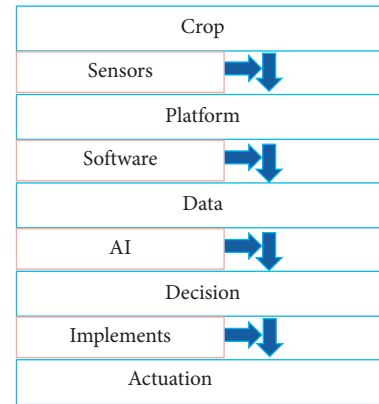 Crop
Sensors
Platform
Software
Data
AI
Decision
Implements
Actuation